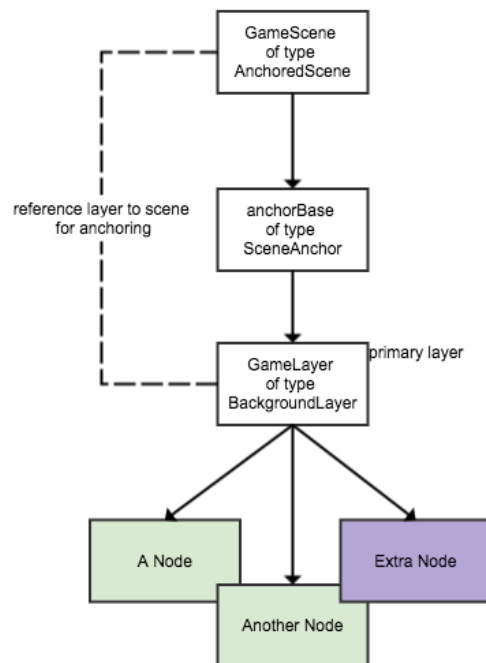 GameScene
of type
AnchoredScene
reference layer to scene
for anchoring
anchorBase
of type
SceneAnchor
primary layer
GameLayer
of type
BackgroundLayer
A Node
Extra Node
Another Node